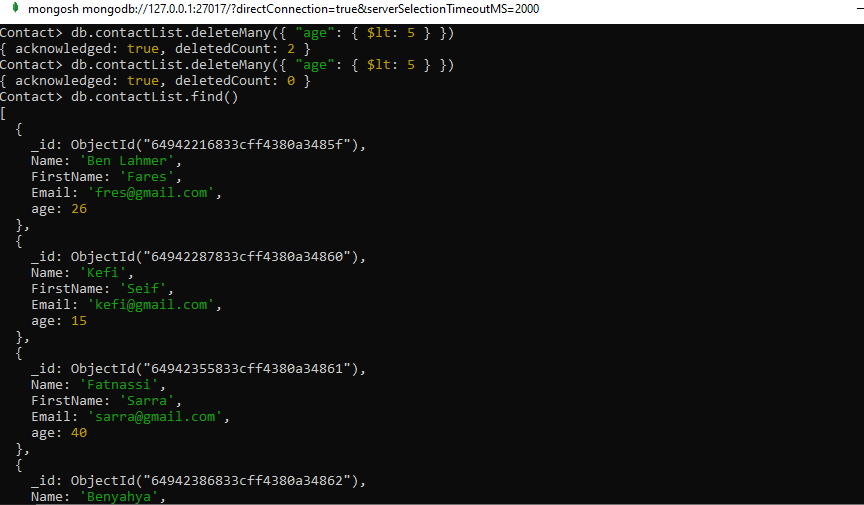 mongosh mongodb://127.0.0.1:27017/?directConnection=true&serverSelectionTimeoutMS=2000
Contact> db.contactList.deleteMany({ "age": { $lt: 5 } })
{ acknowledged: true, deletedCount: 2 }
Contact> db.contactList.deleteMany({ "age": { $lt: 5 } })
{ acknowledged: true, deletedCount: 0 }
Contact> db.contactList.find()
[
  {
    _id: ObjectId("64942216833cff4380a3485f"),
    Name: 'Ben Lahmer',
    FirstName: 'Fares',
    Email: 'fres@gmail.com',
    age: 26
  },
  {
    _id: ObjectId("64942287833cff4380a34860"),
    Name: 'Kefi',
    FirstName: 'Seif',
    Email: 'kefi@gmail.com',
    age: 15
  },
  {
    _id: ObjectId("64942355833cff4380a34861"),
    Name: 'Fatnassi',
    FirstName: 'Sarra',
    Email: 'sarra@gmail.com',
    age: 40
  },
  {
    _id: ObjectId("64942386833cff4380a34862"),
    Name: 'Benyahya',